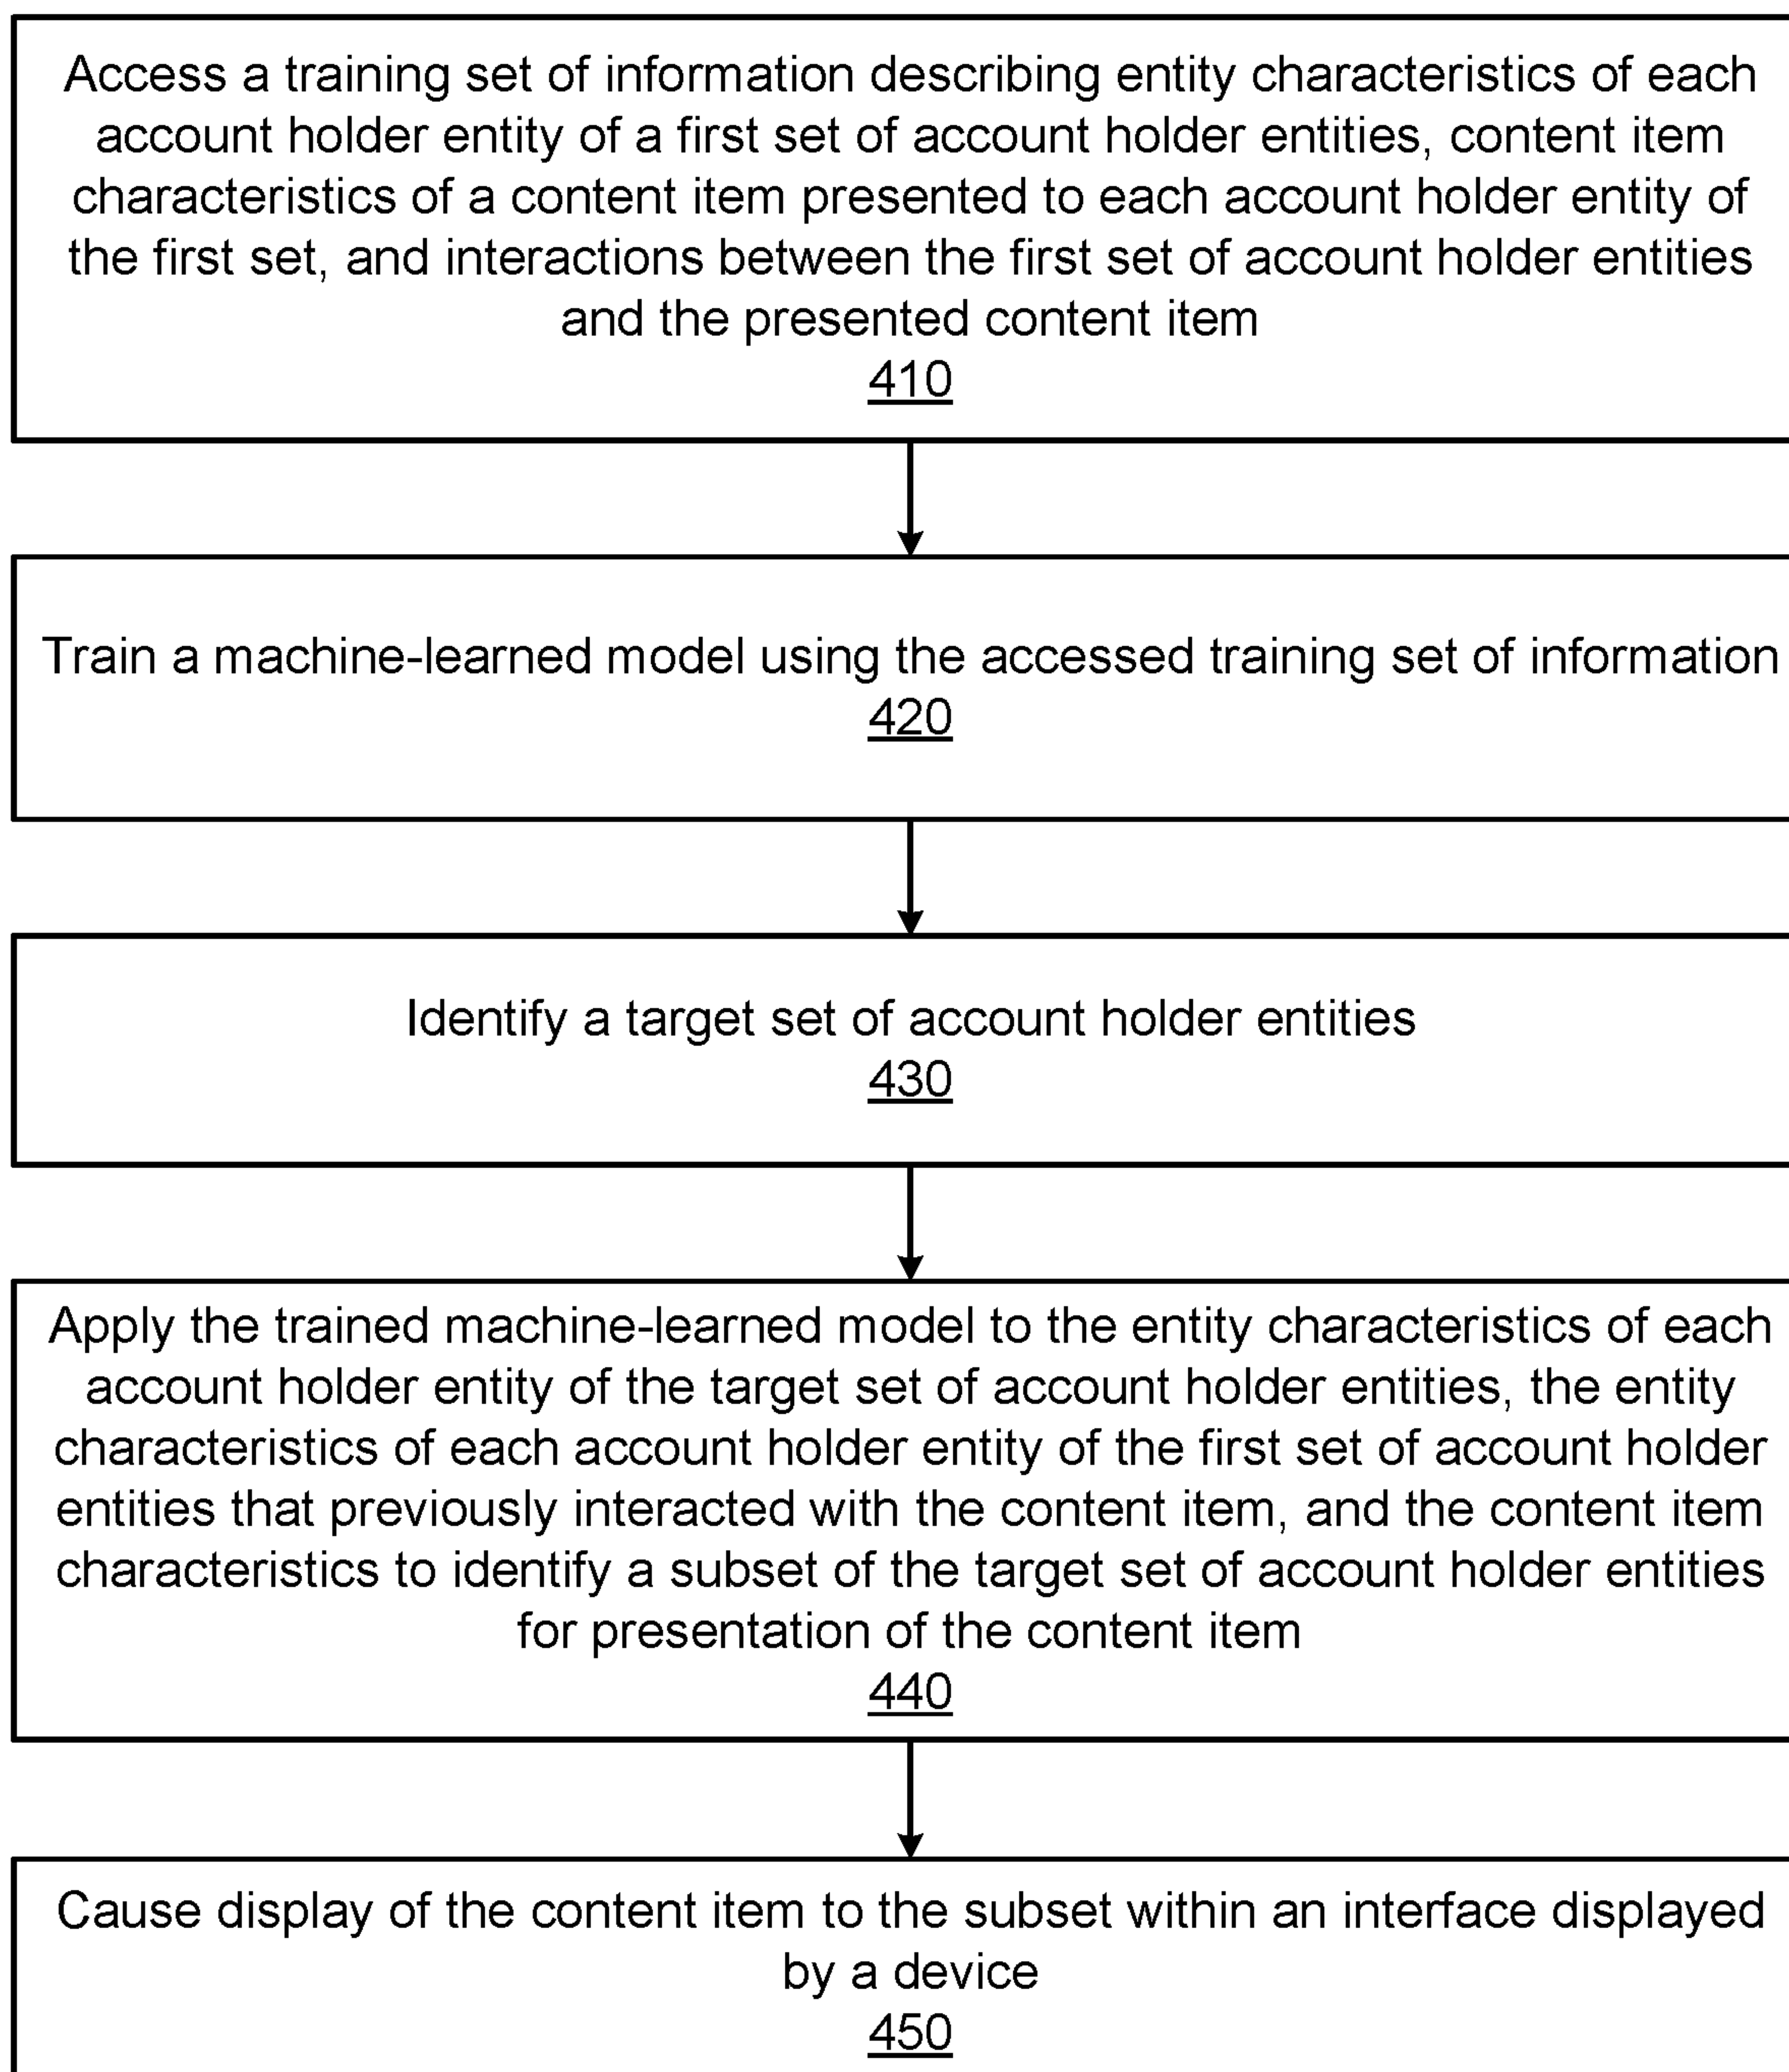 Access a training set of information describing entity characteristics of each
account holder entity of a first set of account holder entities, content item
characteristics of a content item presented to each account holder entity of
the first set, and interactions between the first set of account holder entities
and the presented content item
410
Train a machine-learned model using the accessed training set of information
420
Identify a target set of account holder entities
430
Apply the trained machine-learned model to the entity characteristics of each
account holder entity of the target set of account holder entities, the entity
characteristics of each account holder entity of the first set of account holder
entities that previously interacted with the content item, and the content item
characteristics to identify a subset of the target set of account holder entities
for presentation of the content item
440
Cause display of the content item to the subset within an interface displayed
by a device
450